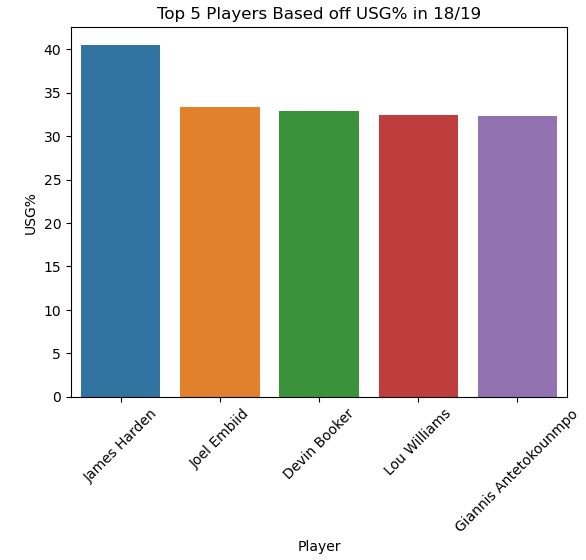 Top 5 Players Based off USG% in 18/19
40
35
30
25
20
15
10
5
0
USG%
James Harden
Joel Embiid
Devin Booker
Lou Williams
Giannis Antetokounmpo
Player